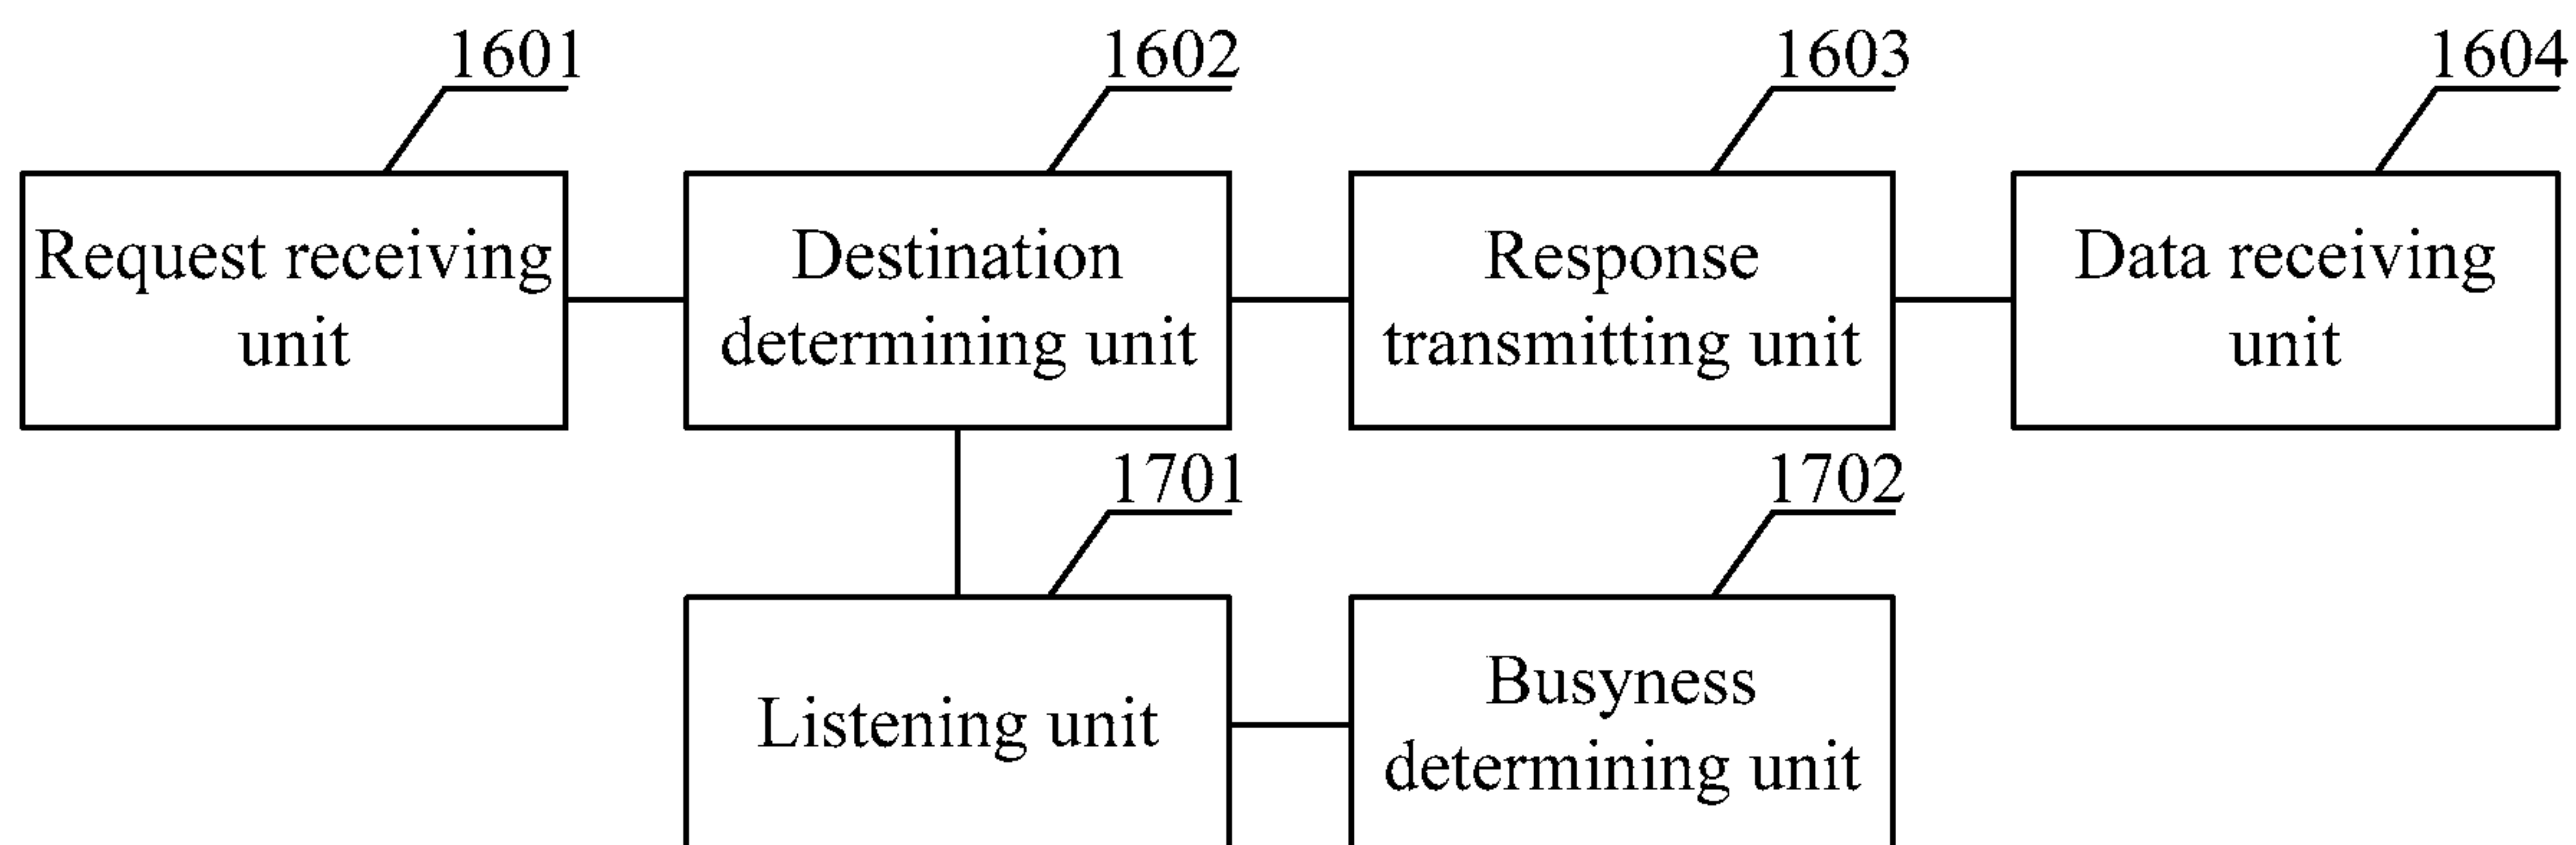 1601
1602
1603
1604
Request receiving
unit
Destination
determining unit
Response
transmitting unit
Data receiving
unit
1701
1702
Listening unit
Busyness
determining unit